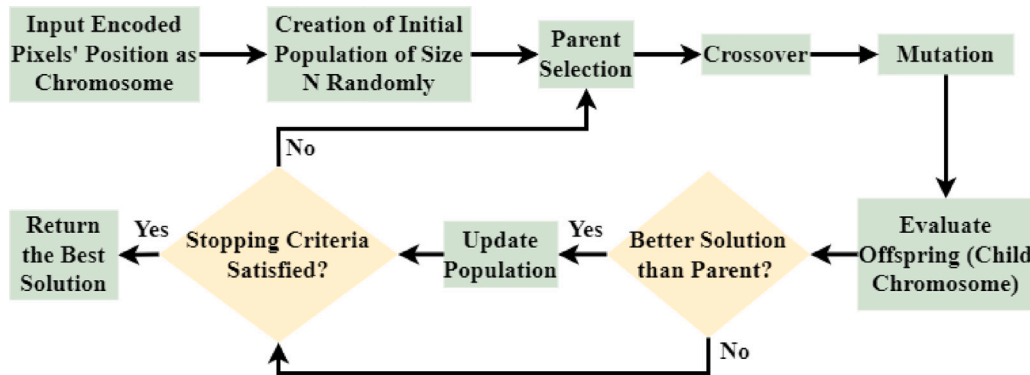 Input Encoded
Pixels' Position as
Chromosome
Creation of Initial
Population of Size
N Randomly
Parent
Selection
Crossover
Mutation
No
Return
the Best
Solution
Yes
Stopping Criteria
Satisfied?
Update
Population
Yes
Better Solution
than Parent?
Evaluate
Offspring (Child
Chromosome)
No